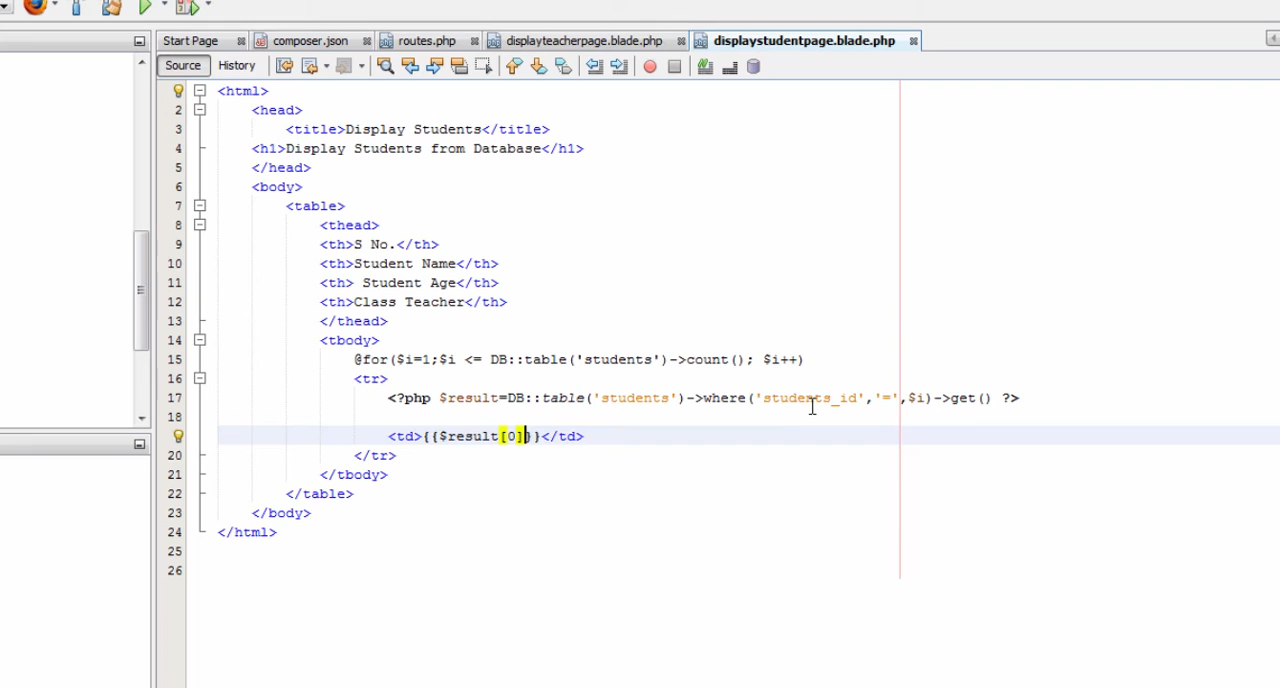 Start Page composer.json routes.php displayteacherpage.blade.php displaystudentpage.blade.php
Source History
<html>
2 <head>
3 <title>Display Students</title>
4 <h1>Display Students from Database</h1>
5 </head>
6 <body>
7 <table>
8 <thead>
9 <th>S No.</th>
10 <th>Student Name</th>
11 <th> Student Age</th>
12 <th>Class Teacher</th>
13 </thead>
14 <tbody>
15 @for($i=1;$i <= DB::table('students')->count(); $i++)
16 <tr>
17 <?php $result=DB::table('students')->where('students_id','=',$i)->get() ?>
18
<td>{{$result[0]}}</td>
20 </tr>
21 </tbody>
22 </table>
23 </body>
24 </html>
25
26